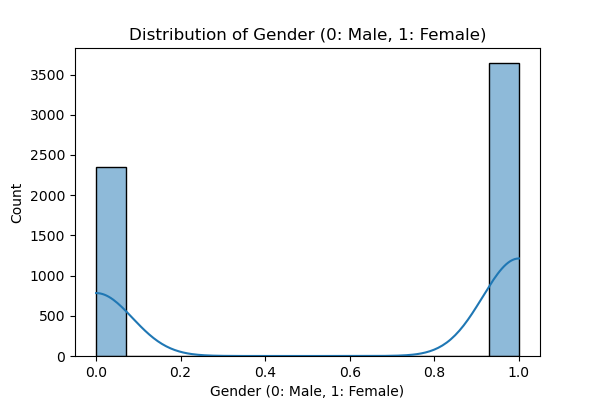 Distribution of Gender (0: Male, 1: Female)
3500
3000
2500
2000
1500
1000
500
0
Count
0.0 0.2 0.4 0.6 0.8 1.0
Gender (0: Male, 1: Female)